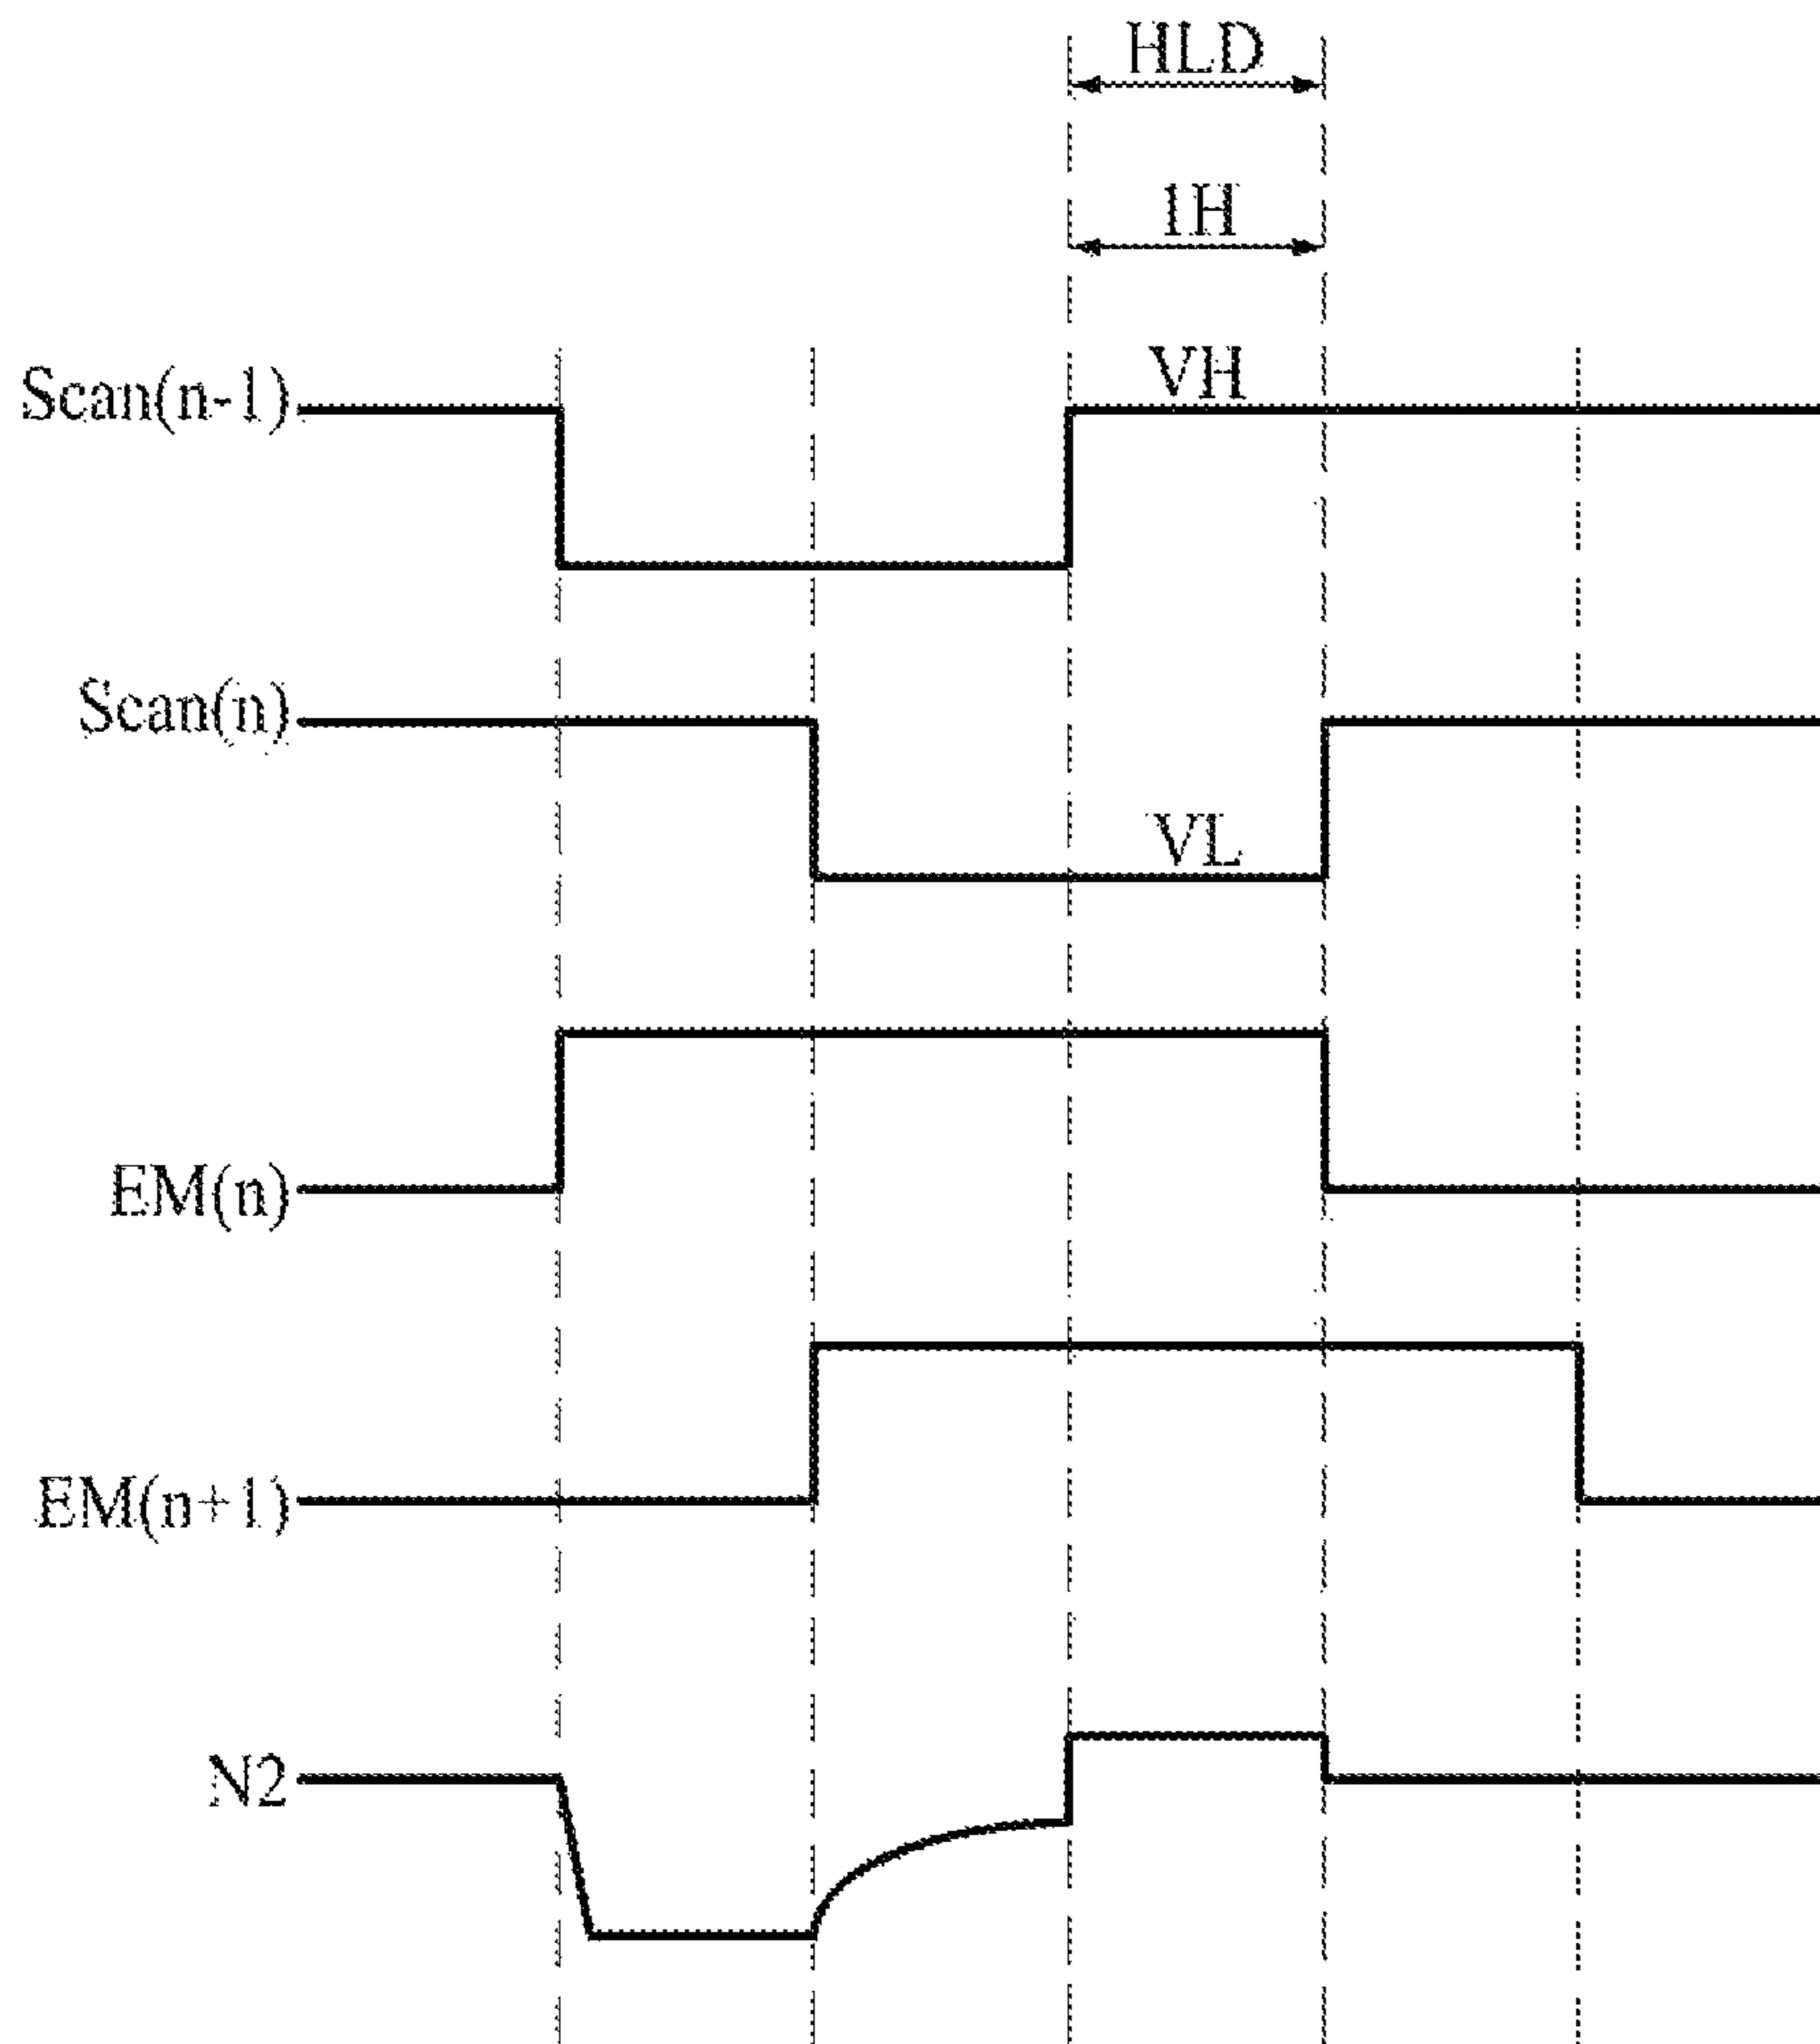 HLD
1H
Scan(n-1)
VH
Scan(n)
VL
EM(n)
EM(n+1)
N2